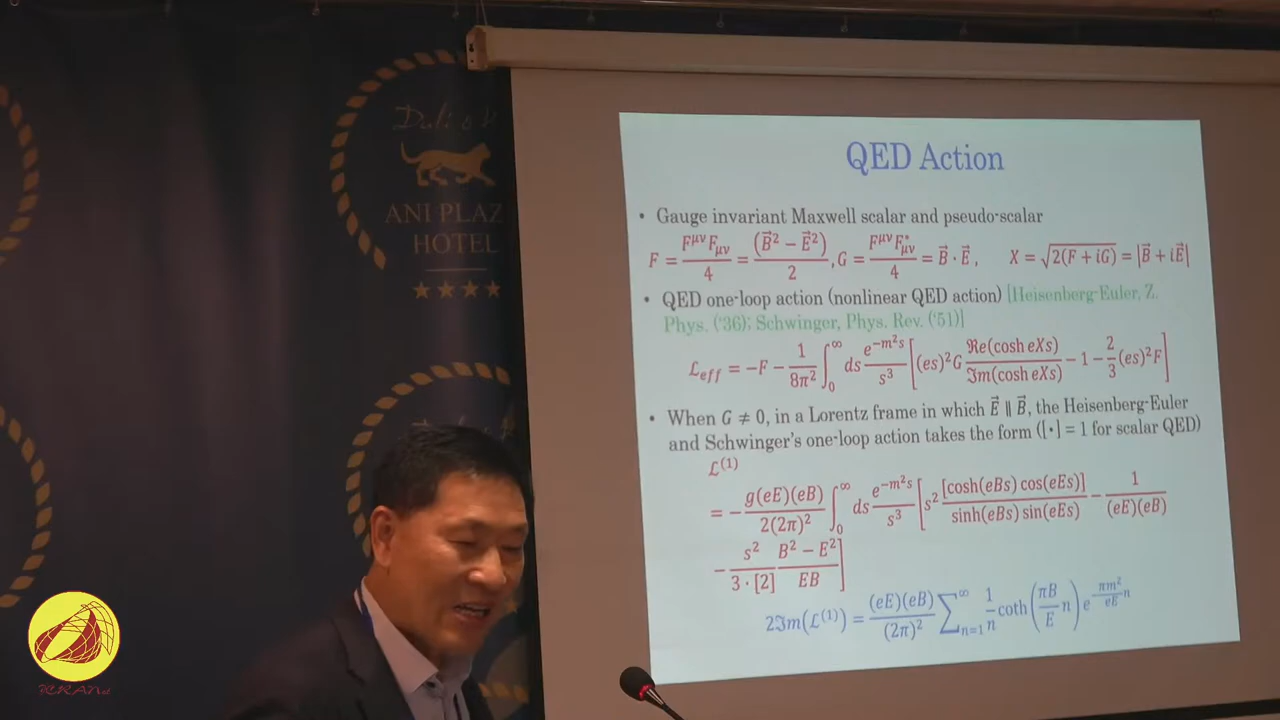 ANI PLAZ
HOTEL
QED Action
• Gauge invariant Maxwell scalar and pseudo-scalar
F = F^{μν}F_{μν}/4 = (B⃗² − E⃗²)/2, G = F^{μν}F*_{μν}/4 = B⃗ · E⃗, X = √(2(F + iG)) = |B⃗ + iE⃗|
• QED one-loop action (nonlinear QED action) [Heisenberg-Euler, Z.
Phys. ('36); Schwinger, Phys. Rev. ('51)]
ℒ_{eff} = −F − 1/(8π²) ∫_0^∞ ds e^{−m²s}/s³ [(es)²G ℜe(cosh eXs)/ℑm(cosh eXs) − 1 − 2/3 (es)²F]
• When G ≠ 0, in a Lorentz frame in which E⃗ ∥ B⃗, the Heisenberg-Euler
and Schwinger's one-loop action takes the form ([•] = 1 for scalar QED)
ℒ^{(1)}
= − g(eE)(eB)/(2(2π)²) ∫_0^∞ ds e^{−m²s}/s³ [s² [cosh(eBs) cos(eEs)]/(sinh(eBs) sin(eEs)) − 1/((eE)(eB))
− s²/(3 · [2]) (B² − E²)/(EB)]
2ℑm(ℒ^{(1)}) = (eE)(eB)/(2π)² ∑_{n=1}^∞ 1/n coth(πB/E n) e^{−πm²/eE n}
ICRANet